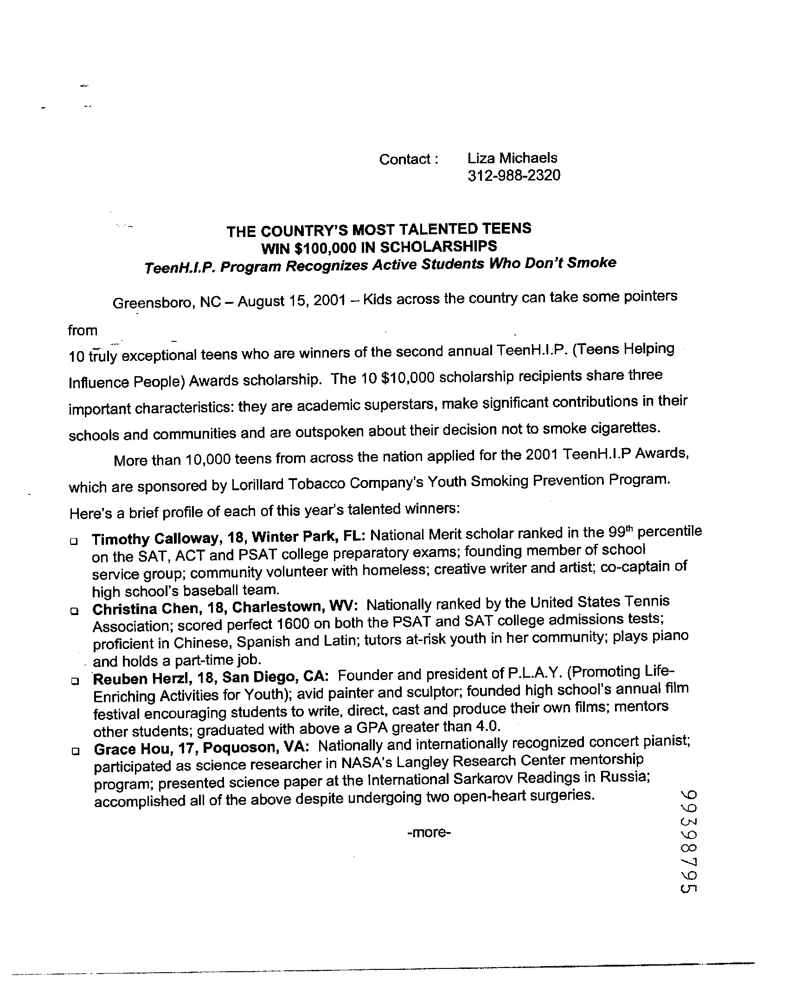 Contact : Liza Michaels
312-988-2320
THE COUNTRY'S MOST TALENTED TEENS
WIN $100,000 IN SCHOLARSHIPS
TeenH.I.P. Program Recognizes Active Students Who Don't Smoke
Greensboro, NC – August 15, 2001 – Kids across the country can take some pointers
from
10 truly exceptional teens who are winners of the second annual TeenH.I.P. (Teens Helping
Influence People) Awards scholarship. The 10 $10,000 scholarship recipients share three
important characteristics: they are academic superstars, make significant contributions in their
schools and communities and are outspoken about their decision not to smoke cigarettes.
More than 10,000 teens from across the nation applied for the 2001 TeenH.I.P Awards,
which are sponsored by Lorillard Tobacco Company's Youth Smoking Prevention Program.
Here's a brief profile of each of this year's talented winners:
❑ Timothy Calloway, 18, Winter Park, FL: National Merit scholar ranked in the 99th percentile
on the SAT, ACT and PSAT college preparatory exams; founding member of school
service group; community volunteer with homeless; creative writer and artist; co-captain of
high school's baseball team.
❑ Christina Chen, 18, Charlestown, WV: Nationally ranked by the United States Tennis
Association; scored perfect 1600 on both the PSAT and SAT college admissions tests;
proficient in Chinese, Spanish and Latin; tutors at-risk youth in her community; plays piano
and holds a part-time job.
❑ Reuben Herzl, 18, San Diego, CA: Founder and president of P.L.A.Y. (Promoting Life-
Enriching Activities for Youth); avid painter and sculptor; founded high school's annual film
festival encouraging students to write, direct, cast and produce their own films; mentors
other students; graduated with above a GPA greater than 4.0.
❑ Grace Hou, 17, Poquoson, VA: Nationally and internationally recognized concert pianist;
participated as science researcher in NASA's Langley Research Center mentorship
program; presented science paper at the International Sarkarov Readings in Russia;
accomplished all of the above despite undergoing two open-heart surgeries.
-more-
99398795